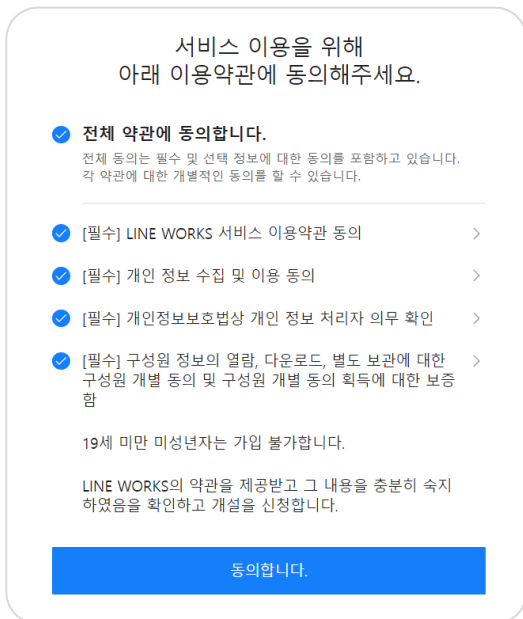 서비스 이용을 위해
아래 이용약관에 동의해주세요.
전체 약관에 동의합니다.
전체 동의는 필수 및 선택 정보에 대한 동의를 포함하고 있습니다.
각 약관에 대한 개별적인 동의를 할 수 있습니다.
[필수] LINE WORKS 서비스 이용약관 동의
[필수] 개인 정보 수집 및 이용 동의
[필수] 개인정보보호법상 개인 정보 처리자 의무 확인
[필수] 구성원 정보의 열람, 다운로드, 별도 보관에 대한
구성원 개별 동의 및 구성원 개별 동의 획득에 대한 보증
함
19세 미만 미성년자는 가입 불가합니다.
LINE WORKS의 약관을 제공받고 그 내용을 충분히 숙지
하였음을 확인하고 개설을 신청합니다.
동의합니다.